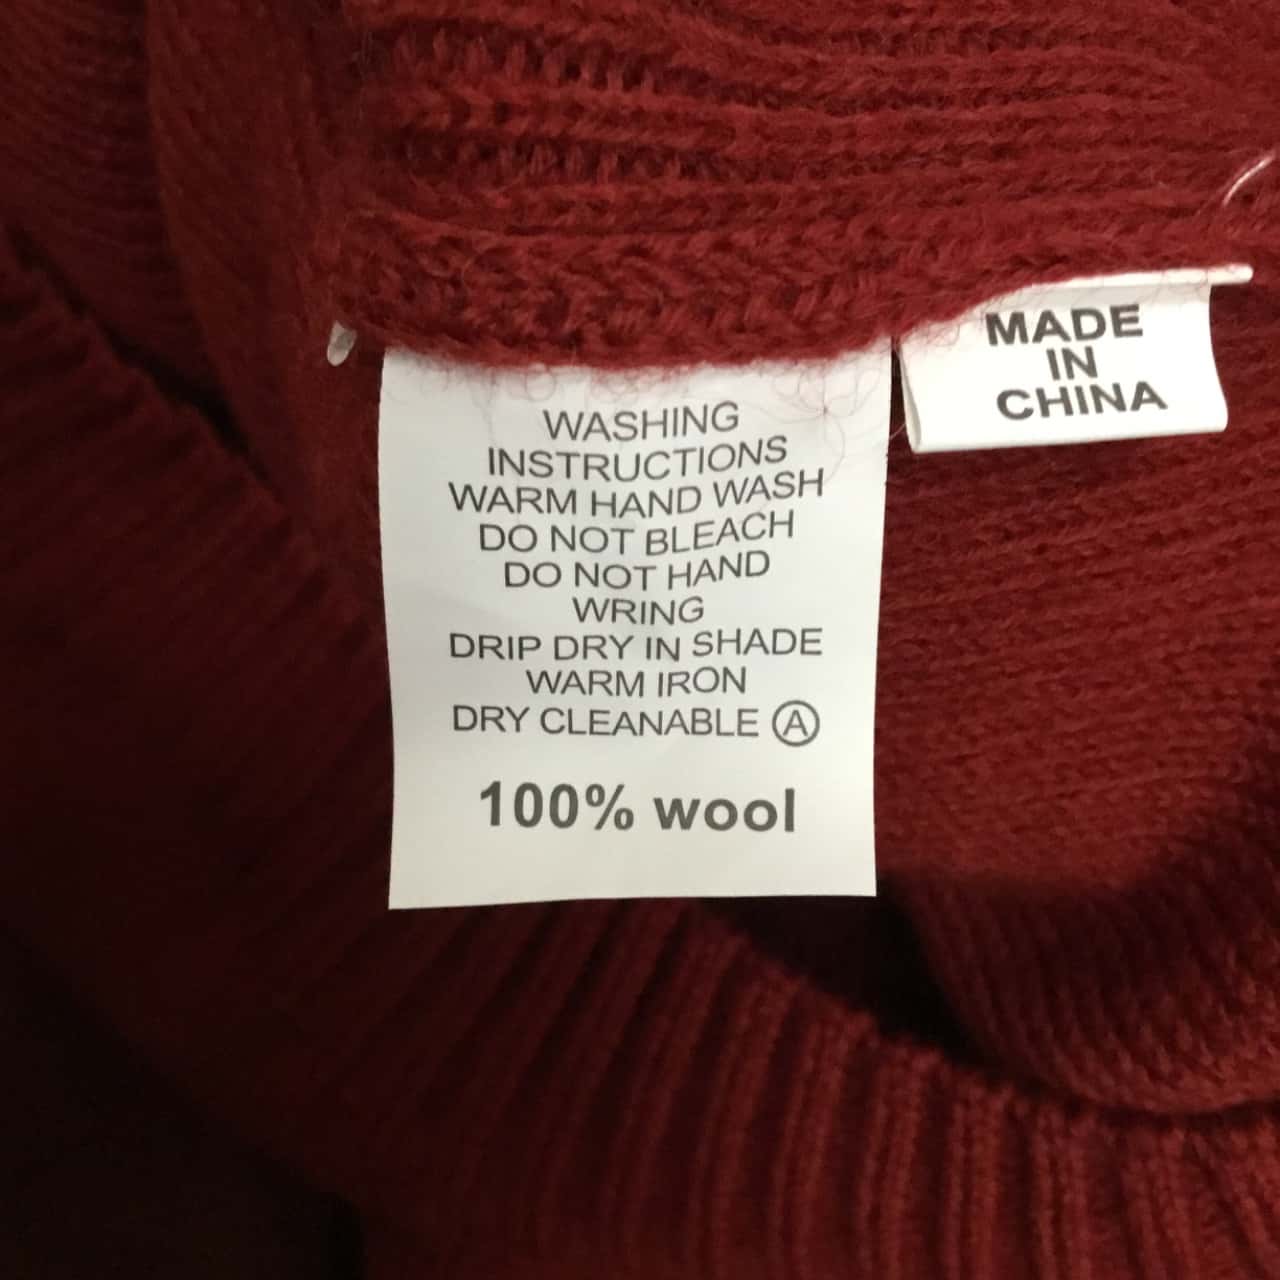 WASHING
INSTRUCTIONS
WARM HAND WASH
DO NOT BLEACH
DO NOT HAND
WRING
DRIP DRY IN SHADE
WARM IRON
DRY CLEANABLE Ⓐ
100% wool
MADE
IN
CHINA